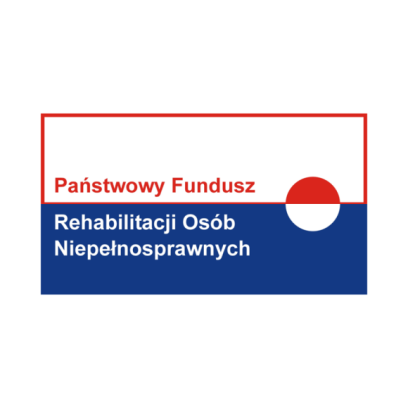 Państwowy Fundusz
Rehabilitacji Osób
Niepełnosprawnych